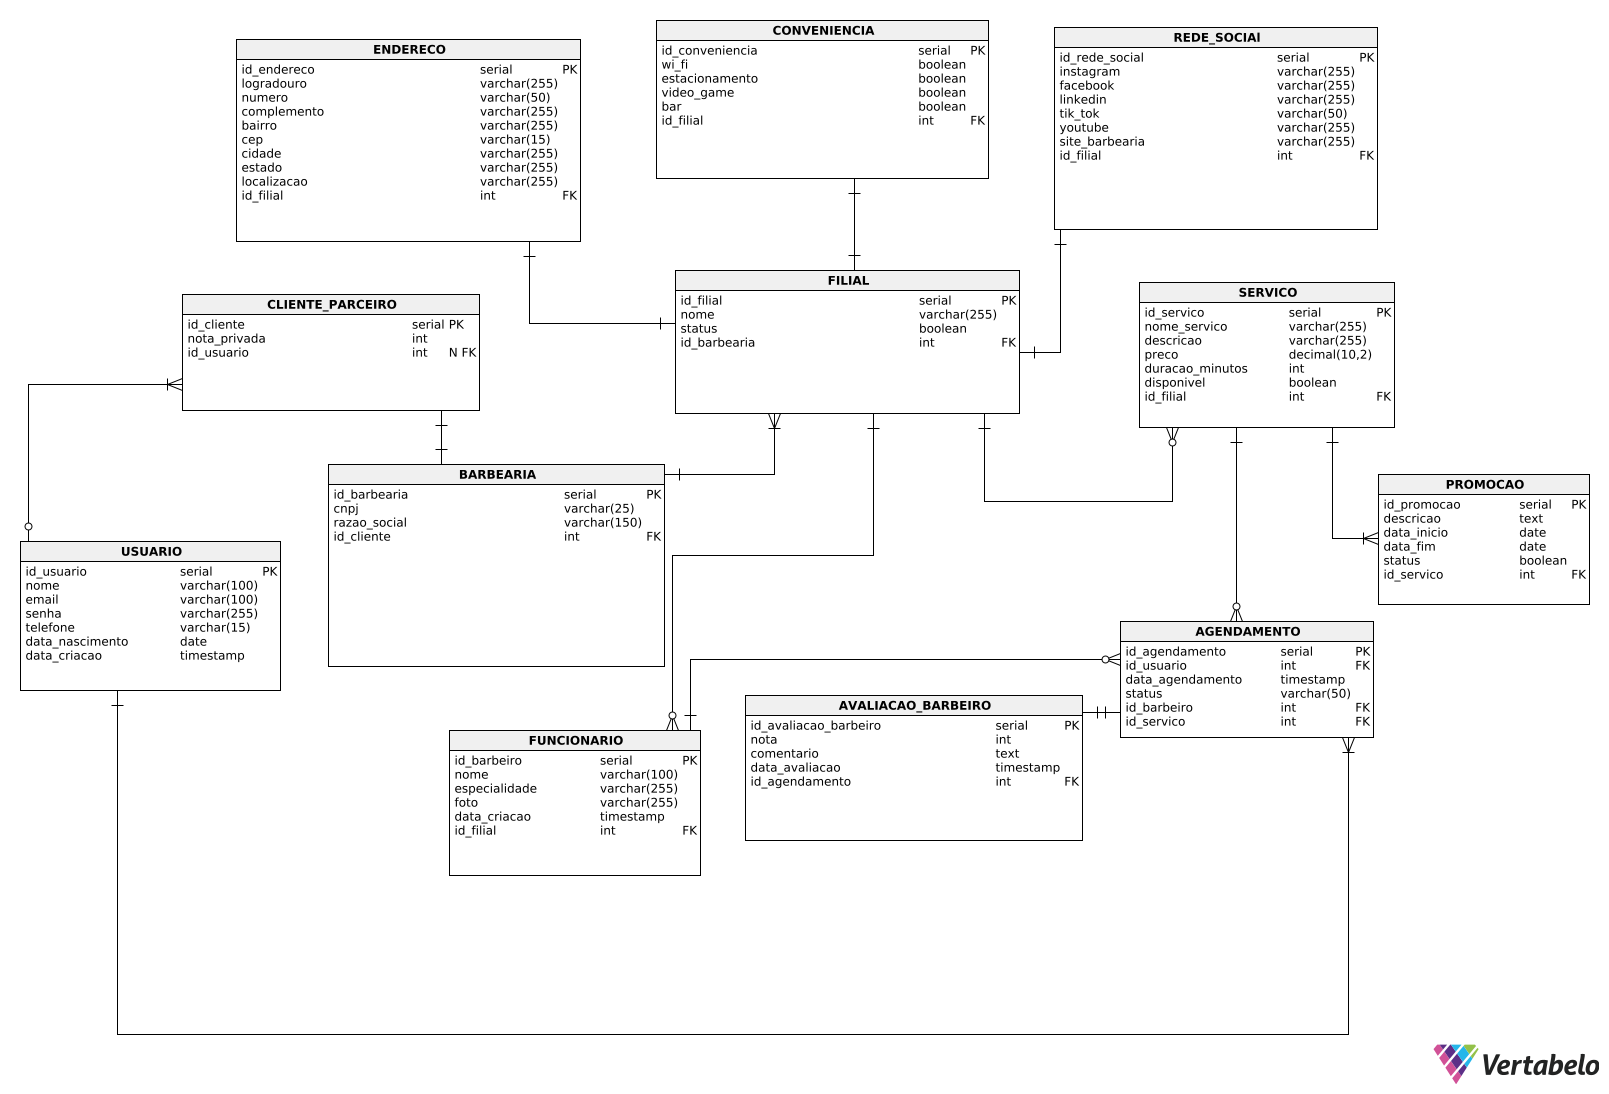 ENDERECO
id_endereco serial PK
logradouro varchar(255)
numero varchar(50)
complemento varchar(255)
bairro varchar(255)
cep varchar(15)
cidade varchar(255)
estado varchar(255)
localizacao varchar(255)
id_filial int FK
CONVENIENCIA
id_conveniencia serial PK
wi_fi boolean
estacionamento boolean
video_game boolean
bar boolean
id_filial int FK
REDE_SOCIAl
id_rede_social serial PK
instagram varchar(255)
facebook varchar(255)
linkedin varchar(255)
tik_tok varchar(50)
youtube varchar(255)
site_barbearia varchar(255)
id_filial int FK
CLIENTE_PARCEIRO
id_cliente serial PK
nota_privada int
id_usuario int N FK
FILIAL
id_filial serial PK
nome varchar(255)
status boolean
id_barbearia int FK
SERVICO
id_servico serial PK
nome_servico varchar(255)
descricao varchar(255)
preco decimal(10,2)
duracao_minutos int
disponivel boolean
id_filial int FK
BARBEARIA
id_barbearia serial PK
cnpj varchar(25)
razao_social varchar(150)
id_cliente int FK
PROMOCAO
id_promocao serial PK
descricao text
data_inicio date
data_fim date
status boolean
id_servico int FK
USUARIO
id_usuario serial PK
nome varchar(100)
email varchar(100)
senha varchar(255)
telefone varchar(15)
data_nascimento date
data_criacao timestamp
AGENDAMENTO
id_agendamento serial PK
id_usuario int FK
data_agendamento timestamp
status varchar(50)
id_barbeiro int FK
id_servico int FK
AVALIACAO_BARBEIRO
id_avaliacao_barbeiro serial PK
nota int
comentario text
data_avaliacao timestamp
id_agendamento int FK
FUNCIONARIO
id_barbeiro serial PK
nome varchar(100)
especialidade varchar(255)
foto varchar(255)
data_criacao timestamp
id_filial int FK
Vertabelo